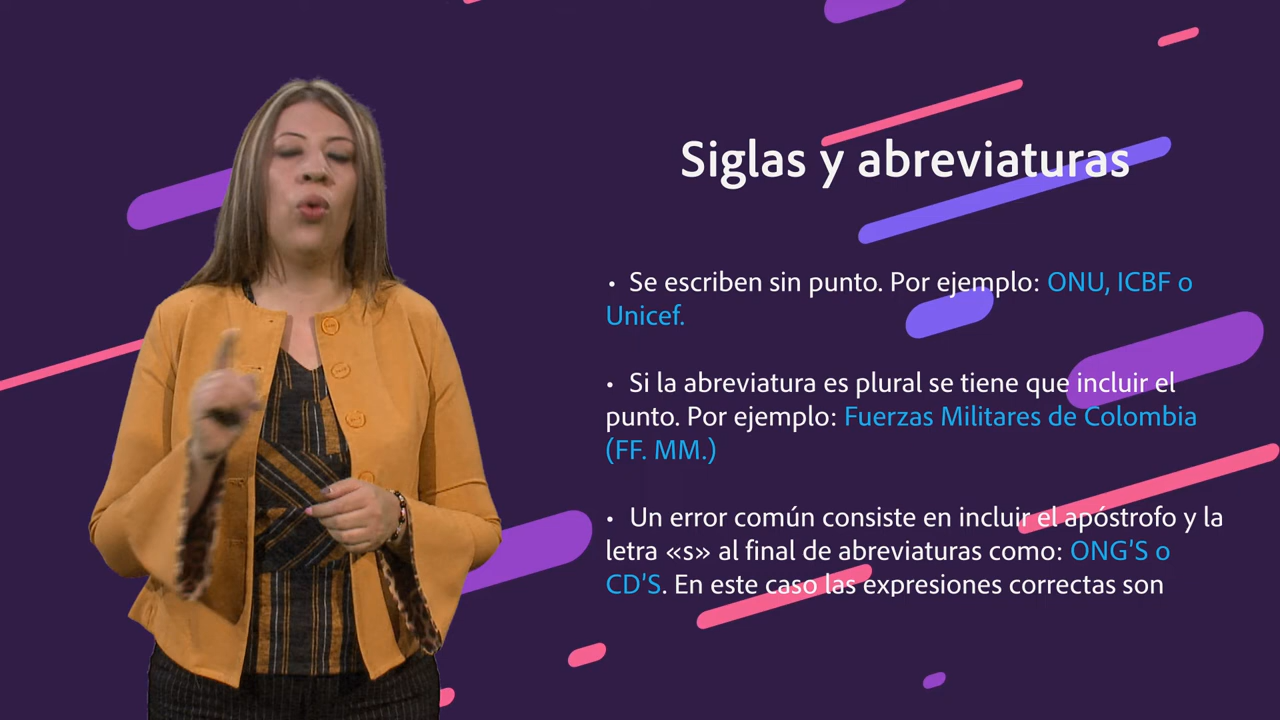 Siglas y abreviaturas
• Se escriben sin punto. Por ejemplo: ONU, ICBF o
Unicef.
• Si la abreviatura es plural se tiene que incluir el
punto. Por ejemplo: Fuerzas Militares de Colombia
(FF. MM.)
• Un error común consiste en incluir el apóstrofo y la
letra «s» al final de abreviaturas como: ONG'S o
CD'S. En este caso las expresiones correctas son